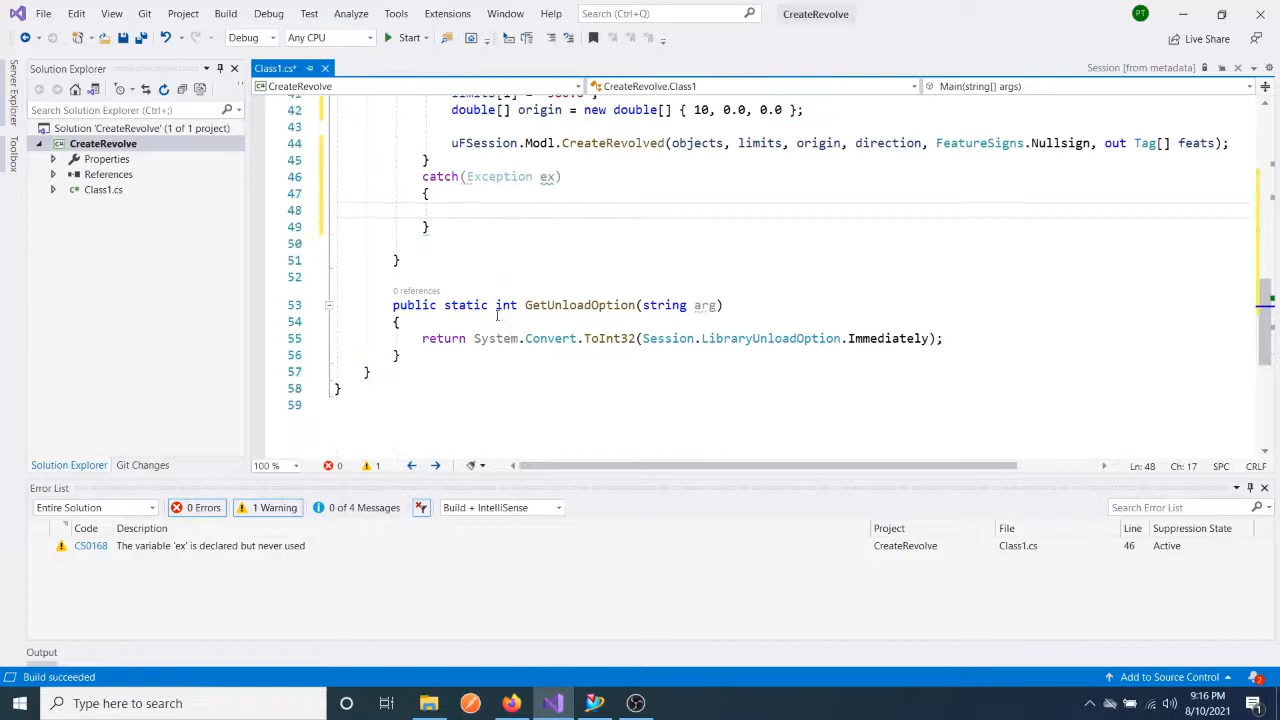 File Edit View Git Project Build Debug Test Analyze Tools Extensions Window Help Search (Ctrl+Q) CreateRevolve PT
Debug Any CPU Start Live Share
Server Explorer
Toolbox
Solution Explorer
Class1.cs*
Session [from metadata]
CreateRevolve CreateRevolve.Class1 Main(string[] args)
Search Solution Explorer (Ctrl+;)
Solution 'CreateRevolve' (1 of 1 project)
CreateRevolve
Properties
References
Class1.cs
42 double[] origin = new double[] { 10, 0.0, 0.0 };
43
44 uFSession.Modl.CreateRevolved(objects, limits, origin, direction, FeatureSigns.Nullsign, out Tag[] feats);
45 }
46 catch(Exception ex)
47 {
48
49 }
50
51 }
52
0 references
53 public static int GetUnloadOption(string arg)
54 {
55 return System.Convert.ToInt32(Session.LibraryUnloadOption.Immediately);
56 }
57 }
58 }
59
Solution Explorer Git Changes
100 % 0 1 Ln: 48 Ch: 17 SPC CRLF
Error List
Entire Solution 0 Errors 1 Warning 0 of 4 Messages Build + IntelliSense Search Error List
Code Description Project File Line Suppression State
CS0168 The variable 'ex' is declared but never used CreateRevolve Class1.cs 46 Active
Output
Build succeeded Add to Source Control 2
Type here to search 9:16 PM
8/10/2021 1